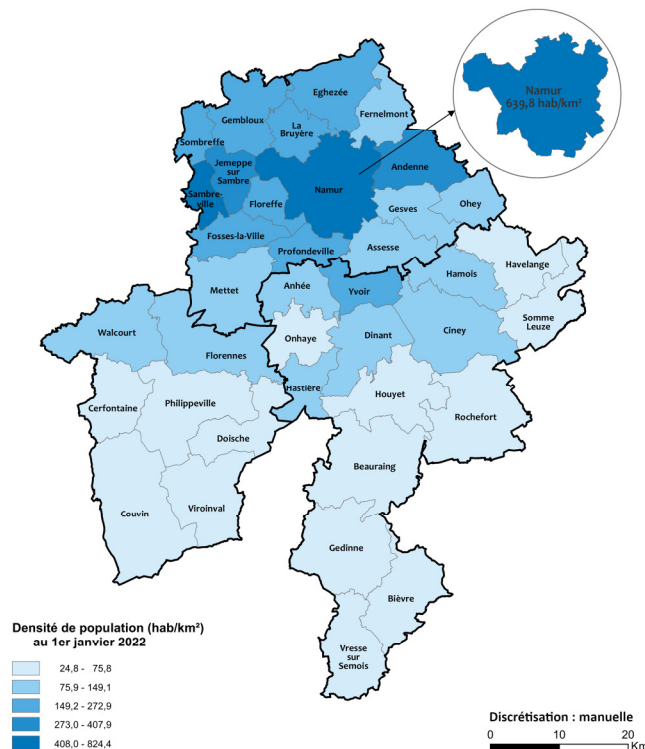 Namur
639,8 hab/km²
Eghezée
Fernelmont
Gembloux
La
Bruyère
Sombreffe
Jemeppe
sur
Sambre
Andenne
Namur
Sambre-
ville
Floreffe
Gesves
Ohey
Fosses-la-Ville
Profondeville
Assesse
Havelange
Hamois
Mettet
Anhée
Yvoir
Somme
Leuze
Walcourt
Onhaye
Dinant
Ciney
Florennes
Hastière
Houyet
Cerfontaine
Philippeville
Rochefort
Doische
Beauraing
Couvin
Viroinval
Gedinne
Bièvre
Vresse
sur
Semois
Densité de population (hab/km²)
au 1er janvier 2022
24,8 - 75,8
75,9 - 149,1
149,2 - 272,9
273,0 - 407,9
408,0 - 824,4
Discrétisation : manuelle
0 10 20
Km